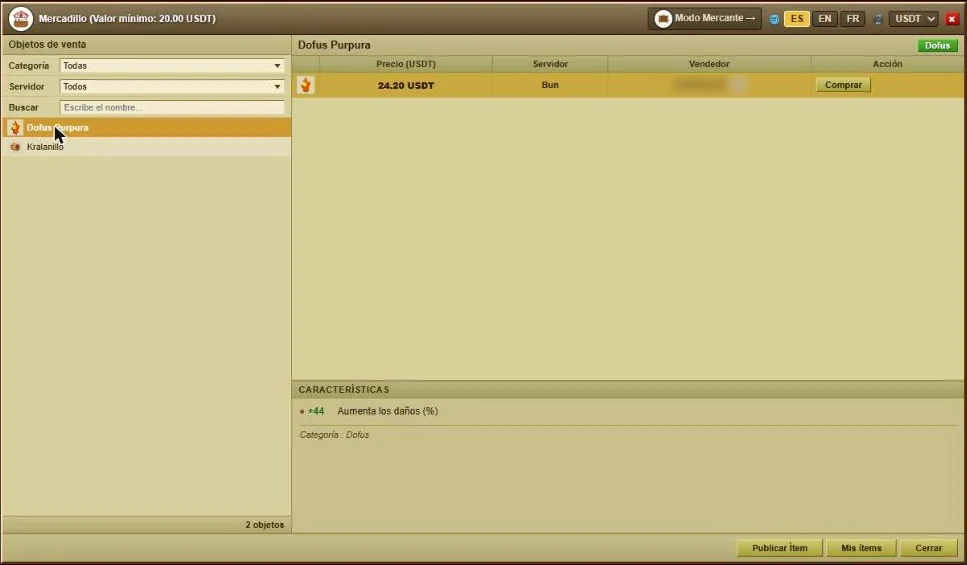 Mercadillo (Valor mínimo: 20.00 USDT)
Modo Mercante →
ES
EN
FR
USDT
Objetos de venta
Categoría
Todas
Servidor
Todos
Buscar
Escribe el nombre...
Dofus Purpura
Kralanillo
2 objetos
Dofus Purpura
Dofus
Precio (USDT)
Servidor
Vendedor
Acción
24.20 USDT
Bun
Comprar
CARACTERÍSTICAS
+44 Aumenta los daños (%)
Categoría : Dofus
Publicar Ítem
Mis ítems
Cerrar